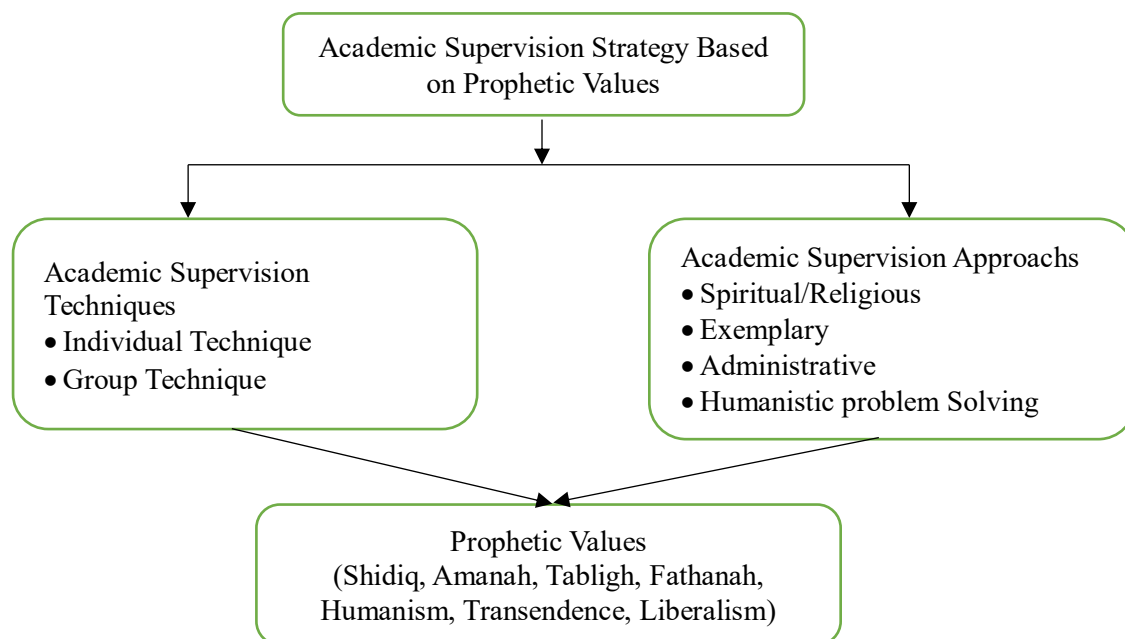 Academic Supervision Strategy Based
on Prophetic Values
Academic Supervision
Techniques
• Individual Technique
• Group Technique
Academic Supervision Approachs
• Spiritual/Religious
• Exemplary
• Administrative
• Humanistic problem Solving
Prophetic Values
(Shidiq, Amanah, Tabligh, Fathanah,
Humanism, Transendence, Liberalism)